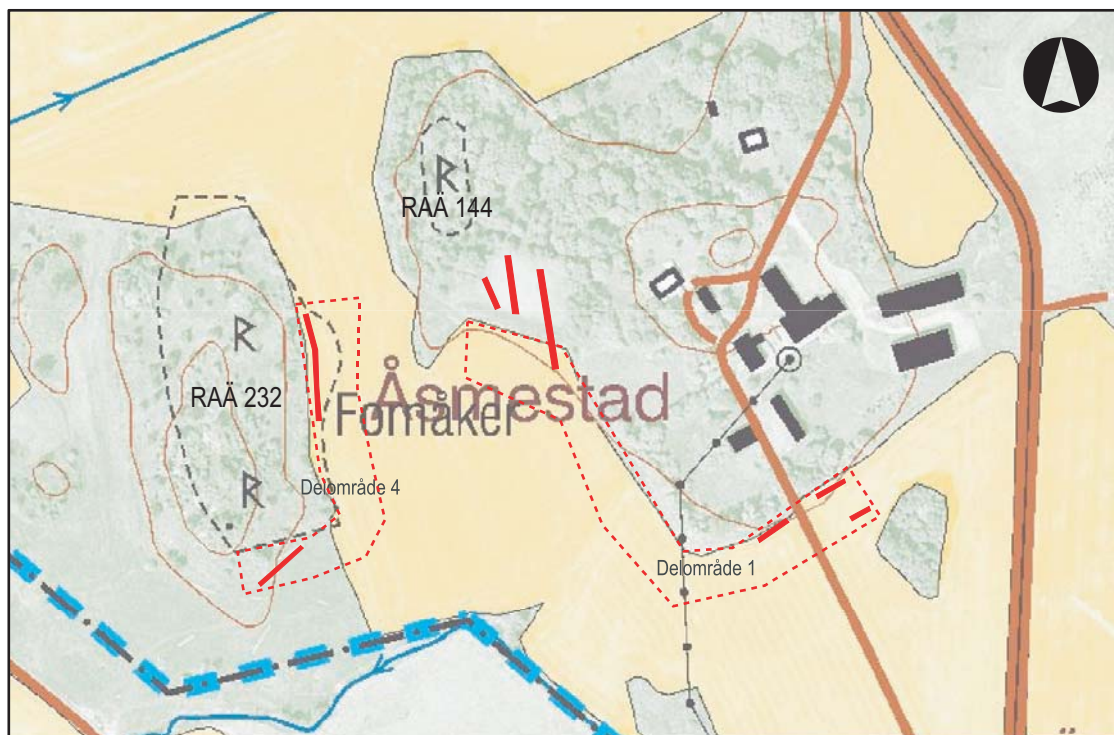 RAÄ 144
RAÄ 232
Åsmestad
Fornåker
Delområde 4
Delområde 1
R
R
R